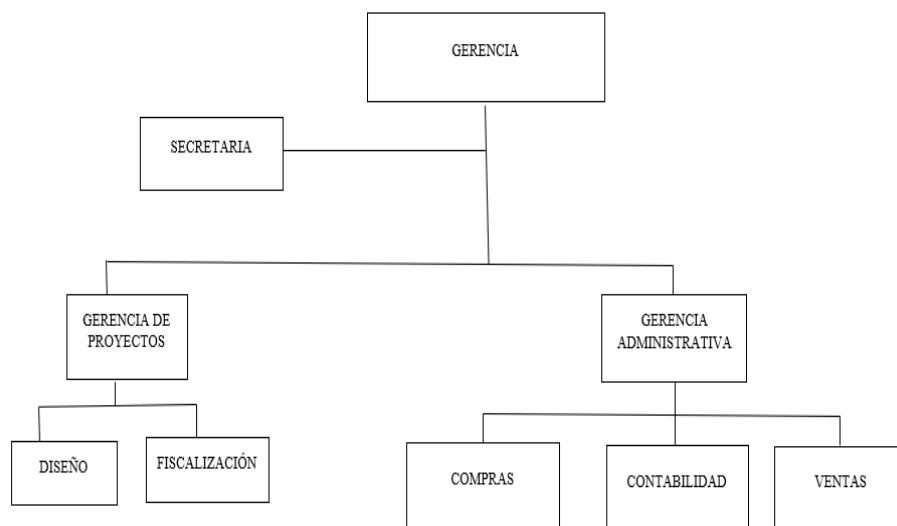 GERENCIA
SECRETARIA
GERENCIA DE
PROYECTOS
GERENCIA
ADMINISTRATIVA
DISEÑO
FISCALIZACIÓN
COMPRAS
CONTABILIDAD
VENTAS